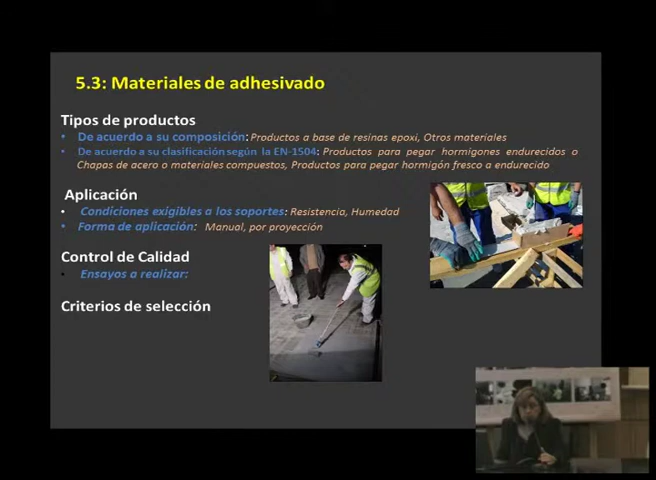 5.3: Materiales de adhesivado
Tipos de productos
• De acuerdo a su composición: Productos a base de resinas epoxi, Otros materiales
• De acuerdo a su clasificación según la EN-1504: Productos para pegar hormigones endurecidos o
Chapas de acero o materiales compuestos, Productos para pegar hormigón fresco a endurecido
Aplicación
• Condiciones exigibles a los soportes: Resistencia, Humedad
• Forma de aplicación: Manual, por proyección
Control de Calidad
• Ensayos a realizar:
Criterios de selección